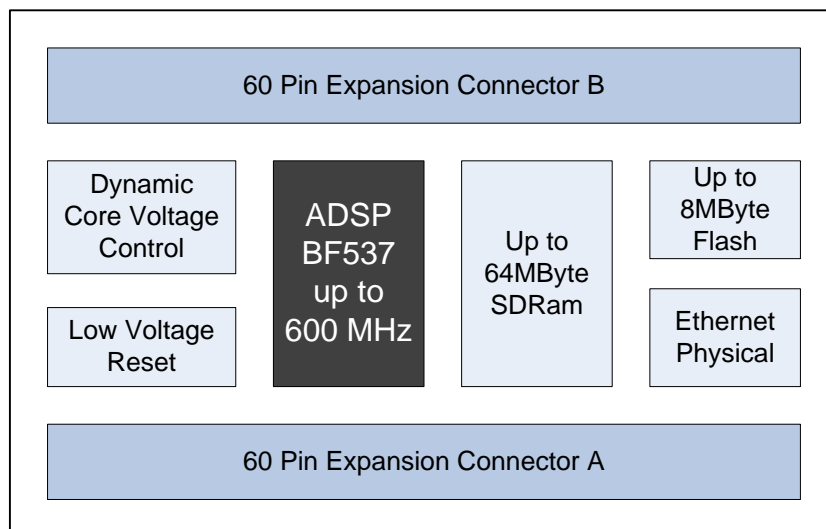 60 Pin Expansion Connector B
Dynamic
Core Voltage
Control
Low Voltage
Reset
ADSP
BF537
up to
600 MHz
Up to
64MByte
SDRam
Up to
8MByte
Flash
Ethernet
Physical
60 Pin Expansion Connector A